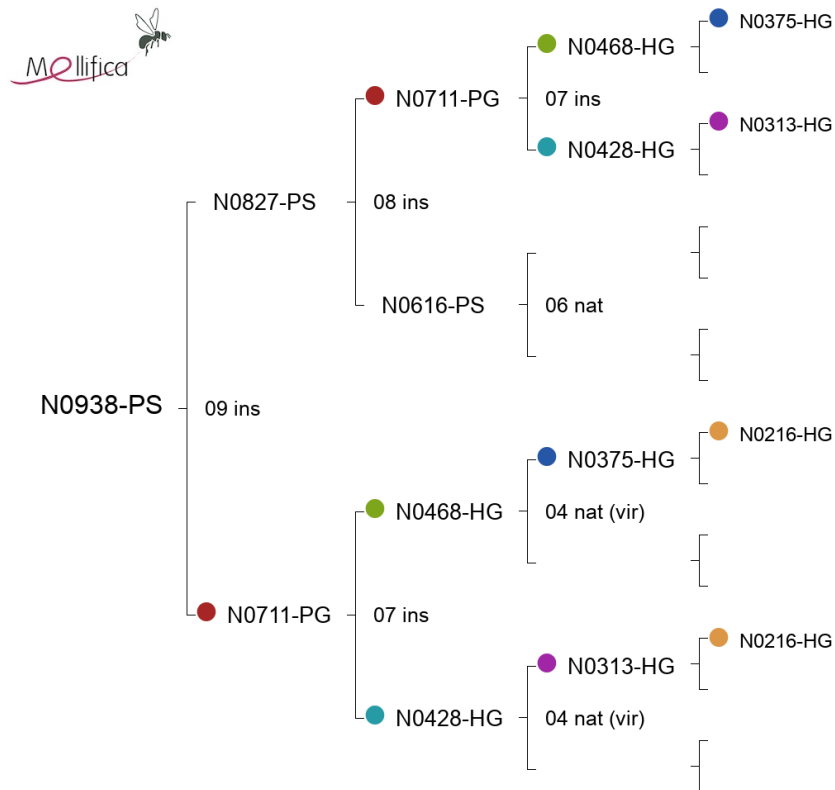 Mellifica
N0375-HG
N0468-HG
N0711-PG
07 ins
N0313-HG
N0428-HG
N0827-PS
08 ins
N0616-PS
06 nat
N0938-PS
09 ins
N0216-HG
N0375-HG
N0468-HG
04 nat (vir)
N0711-PG
07 ins
N0216-HG
N0313-HG
N0428-HG
04 nat (vir)